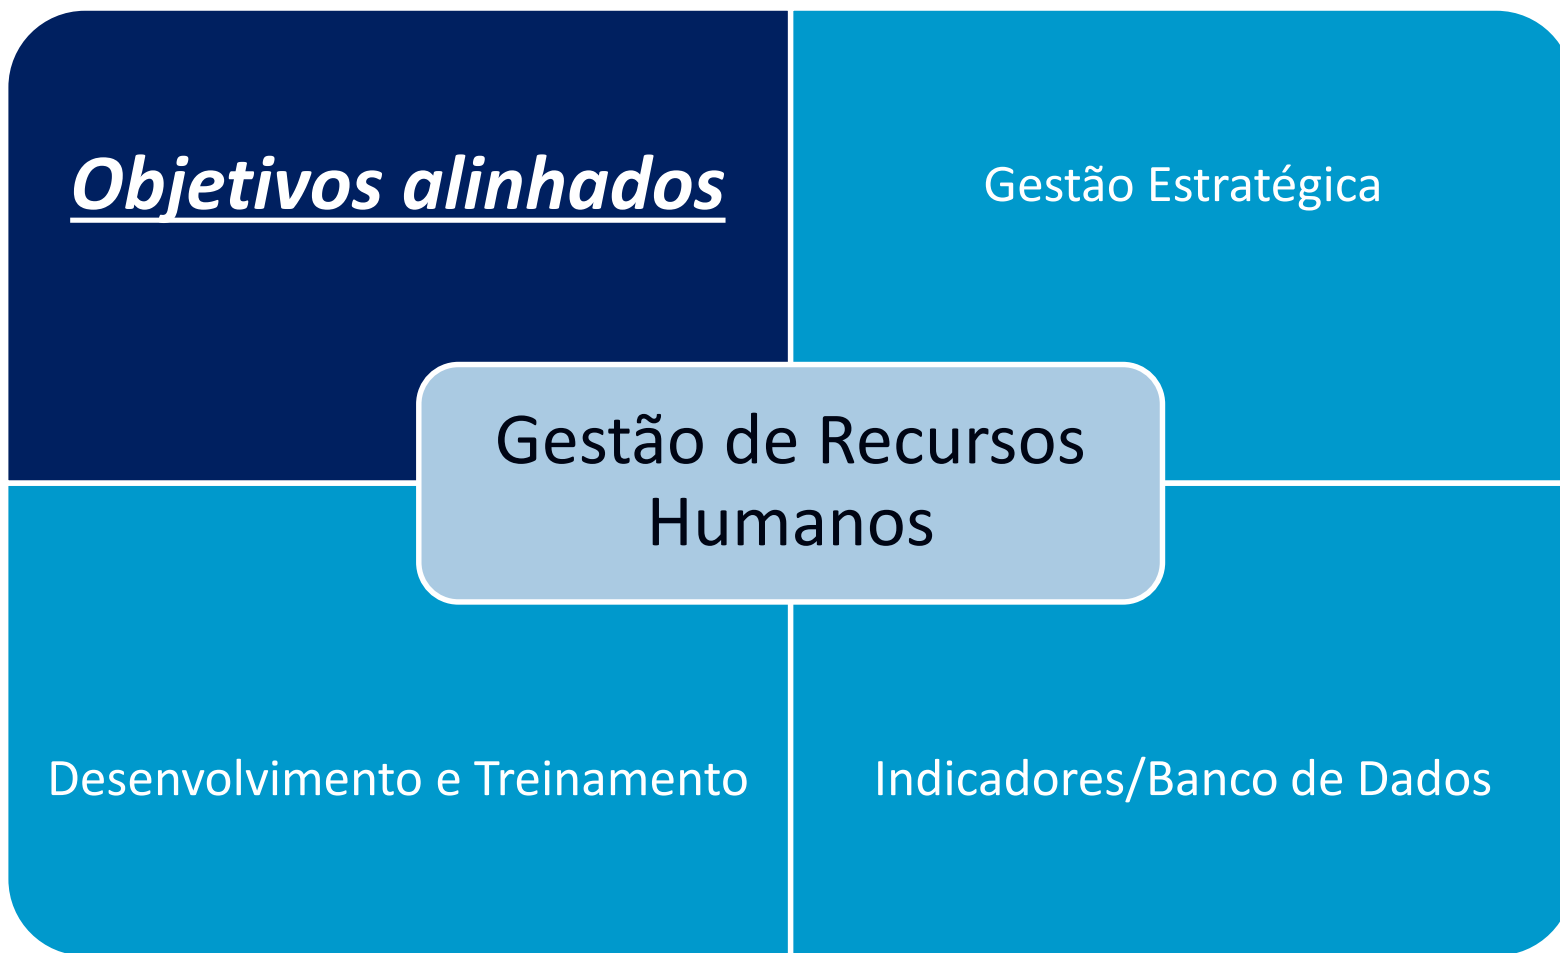 Objetivos alinhados
Gestão Estratégica
Gestão de Recursos
Humanos
Desenvolvimento e Treinamento
Indicadores/Banco de Dados